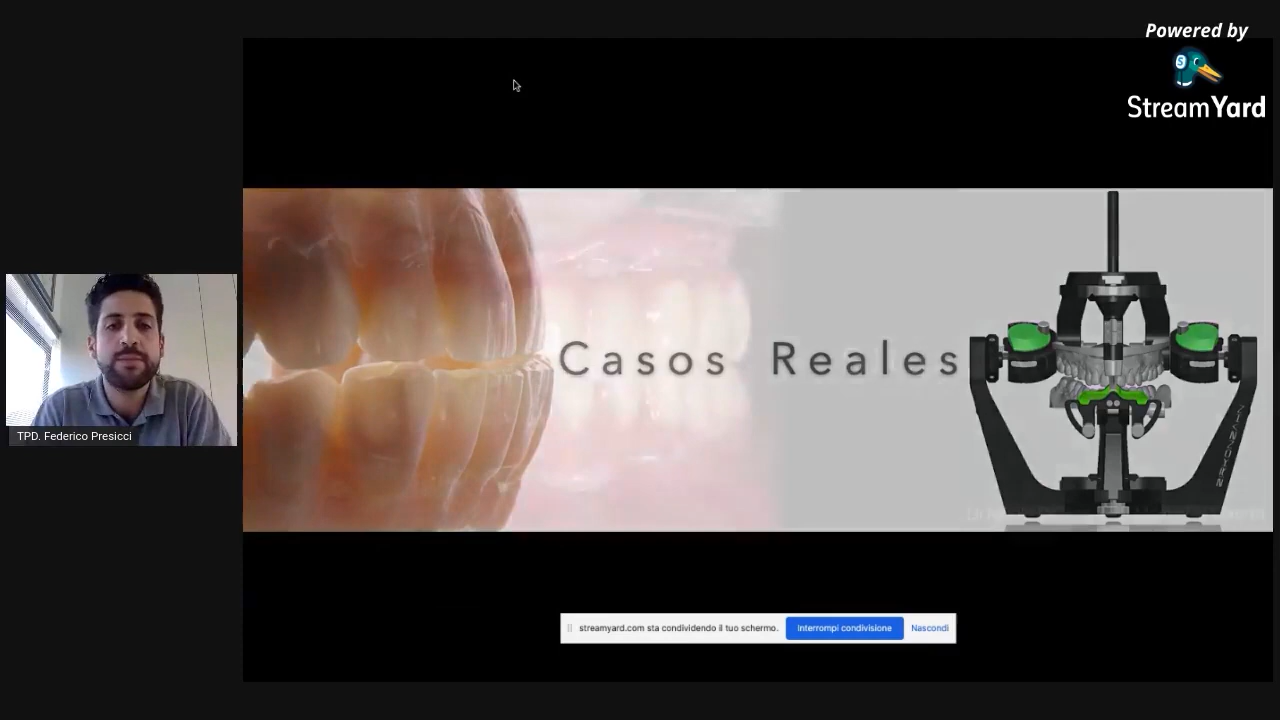 Powered by
StreamYard
Casos Reales
TPD. Federico Presicci
streamyard.com sta condividendo il tuo schermo.
Interrompi condivisione
Nascondi